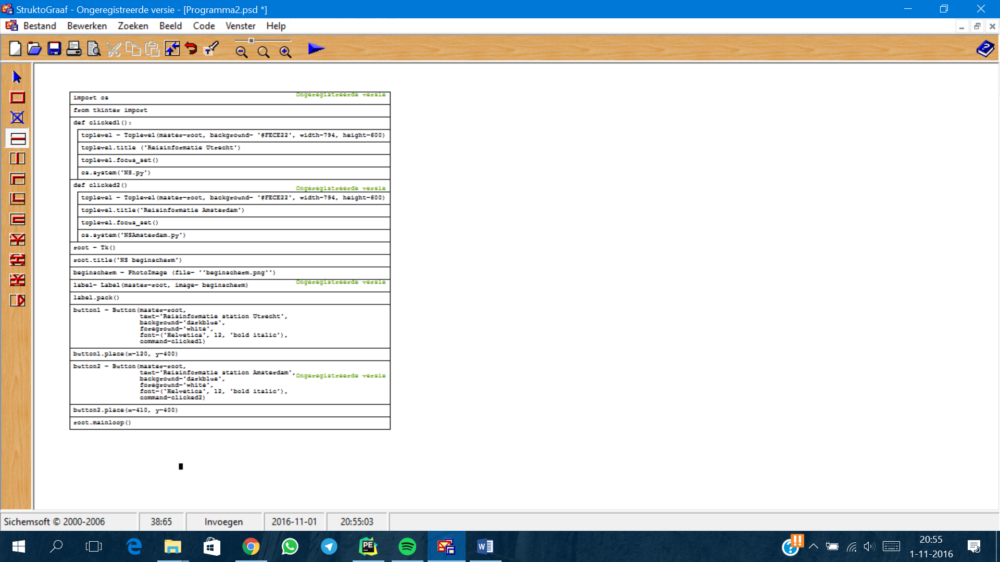 StruktoGraaf - Ongeregistreerde versie - [Programma2.psd *]
Bestand Bewerken Zoeken Beeld Code Venster Help
import os
Ongeregistreerde versie
from tkinter import
def clicked1():
toplevel = Toplevel(master=root, background= '#FECE22', width=794, height=600)
toplevel.title ('Reisinformatie Utrecht')
toplevel.focus_set()
os.system('NS.py')
def clicked2()
Ongeregistreerde versie
toplevel = Toplevel(master=root, background= '#FECE22', width=794, height=600)
toplevel.title('Reisinformatie Amsterdam')
toplevel.focus_set()
os.system('NSAmsterdam.py')
root = Tk()
root.title('NS beginscherm')
beginscherm = PhotoImage (file= ''beginscherm.png'')
label= Label(master=root, image= beginscherm)
Ongeregistreerde versie
label.pack()
button1 = Button(master=root,
text='Reisinformatie station Utrecht',
background='darkblue',
foreground='white',
font=('Helvetica', 12, 'bold italic'),
command=clicked1)
button1.place(x=120, y=400)
button2 = Button(master=root,
text='Reisinformatie station Amsterdam',
Ongeregistreerde versie
background='darkblue',
foreground='white',
font=('Helvetica', 12, 'bold italic'),
command=clicked2)
button2.place(x=410, y=400)
root.mainloop()
Sichemsoft © 2000-2006 38:65 Invoegen 2016-11-01 20:55:03
20:55
1-11-2016